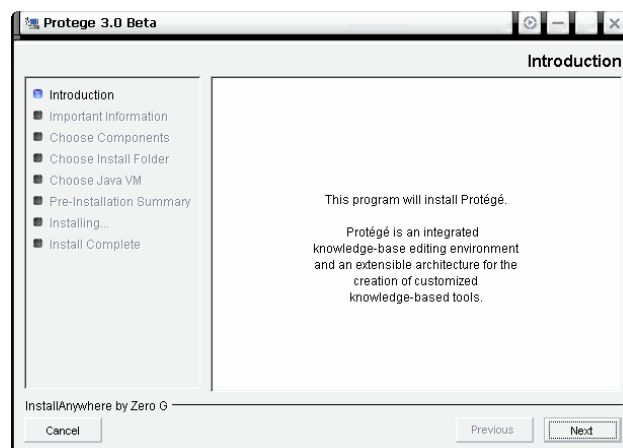 Protege 3.0 Beta
Introduction
Introduction
Important Information
Choose Components
Choose Install Folder
Choose Java VM
Pre-Installation Summary
Installing...
Install Complete
This program will install Protégé.
Protégé is an integrated
knowledge-base editing environment
and an extensible architecture for the
creation of customized
knowledge-based tools.
InstallAnywhere by Zero G
Cancel
Previous
Next